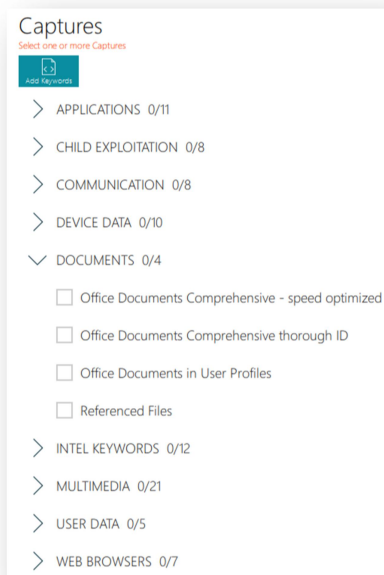 Captures
Select one or more Captures
Add Keywords
APPLICATIONS 0/11
CHILD EXPLOITATION 0/8
COMMUNICATION 0/8
DEVICE DATA 0/10
DOCUMENTS 0/4
Office Documents Comprehensive - speed optimized
Office Documents Comprehensive thorough ID
Office Documents in User Profiles
Referenced Files
INTEL KEYWORDS 0/12
MULTIMEDIA 0/21
USER DATA 0/5
WEB BROWSERS 0/7